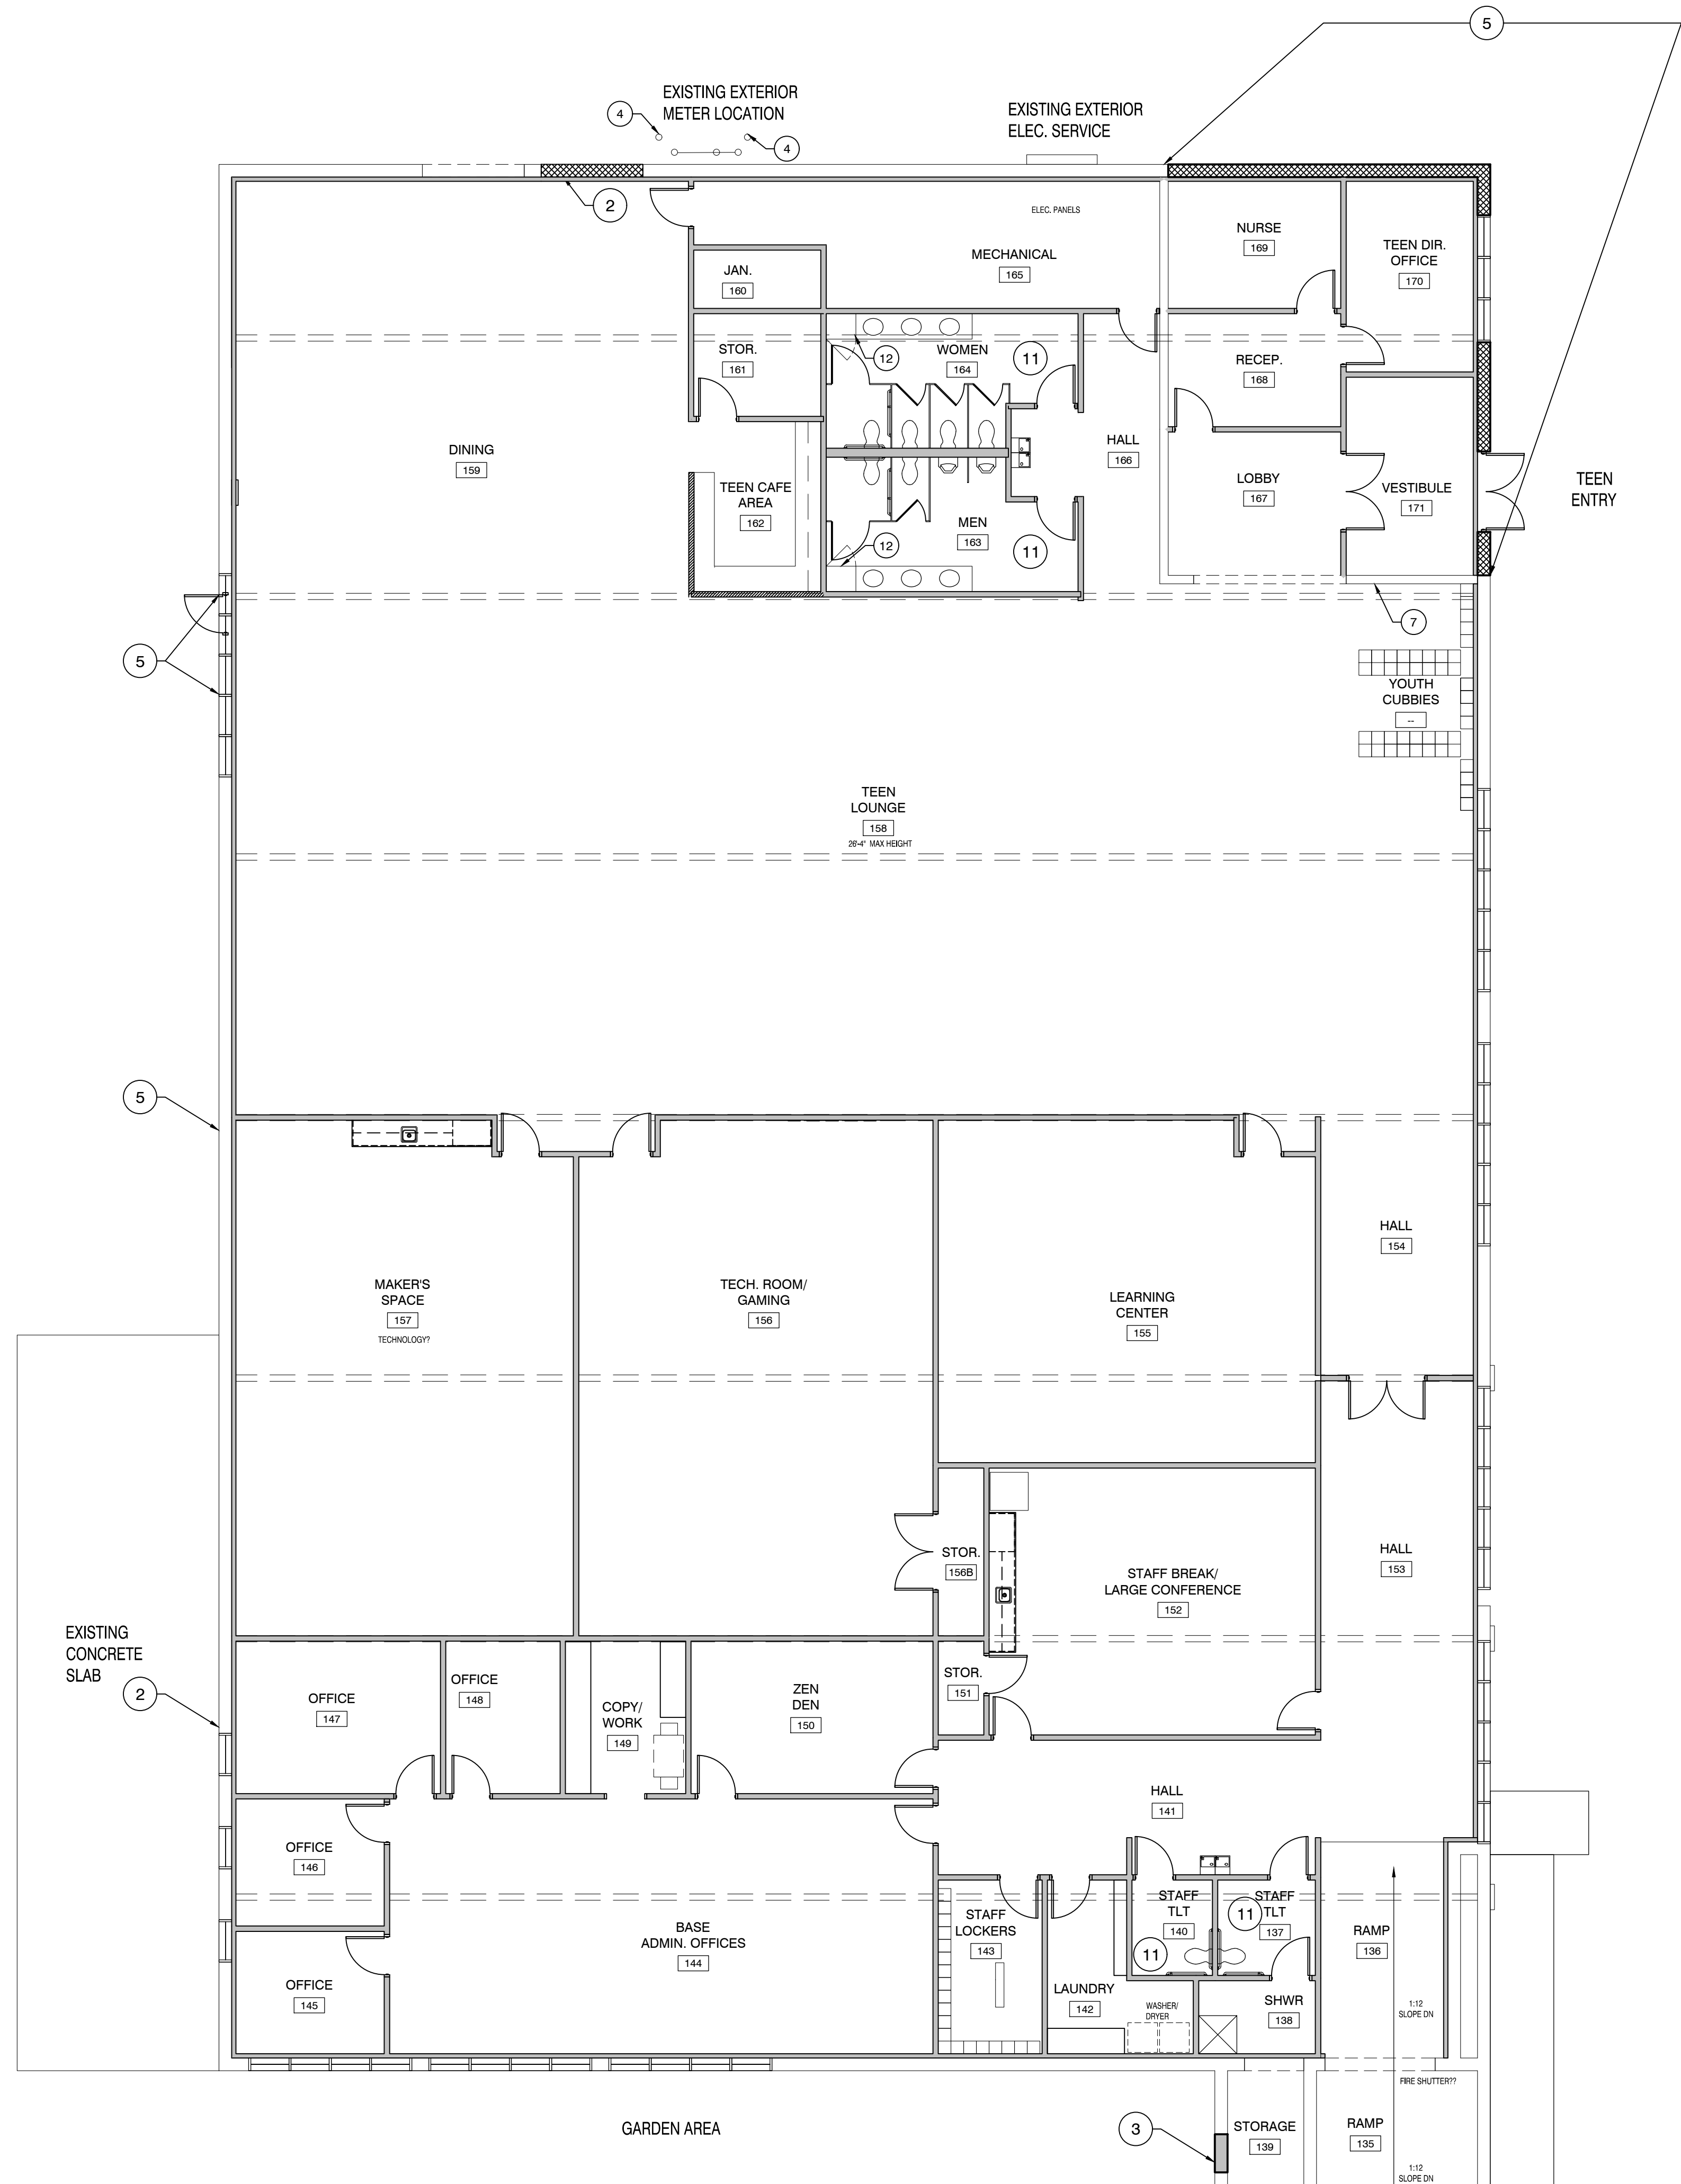 5
EXISTING EXTERIOR
METER LOCATION
4
4
EXISTING EXTERIOR
ELEC. SERVICE
2
ELEC. PANELS
MECHANICAL
165
NURSE
169
TEEN DIR.
OFFICE
170
JAN.
160
STOR.
161
12
WOMEN
164
11
RECEP.
168
DINING
159
TEEN CAFE
AREA
162
HALL
166
LOBBY
167
VESTIBULE
171
TEEN
ENTRY
MEN
163
12
11
7
5
YOUTH
CUBBIES
--
TEEN
LOUNGE
158
26'-4" MAX HEIGHT
5
MAKER'S
SPACE
157
TECHNOLOGY?
TECH. ROOM/
GAMING
156
LEARNING
CENTER
155
HALL
154
STOR.
156B
STAFF BREAK/
LARGE CONFERENCE
152
HALL
153
EXISTING
CONCRETE
SLAB
2
OFFICE
147
OFFICE
148
COPY/
WORK
149
ZEN
DEN
150
STOR.
151
HALL
141
OFFICE
146
BASE
ADMIN. OFFICES
144
STAFF
LOCKERS
143
STAFF
TLT
140
11
STAFF
TLT
137
11
RAMP
136
OFFICE
145
LAUNDRY
142
WASHER/
DRYER
SHWR
138
1:12
SLOPE DN
FIRE SHUTTER??
GARDEN AREA
3
STORAGE
139
RAMP
135
1:12
SLOPE DN